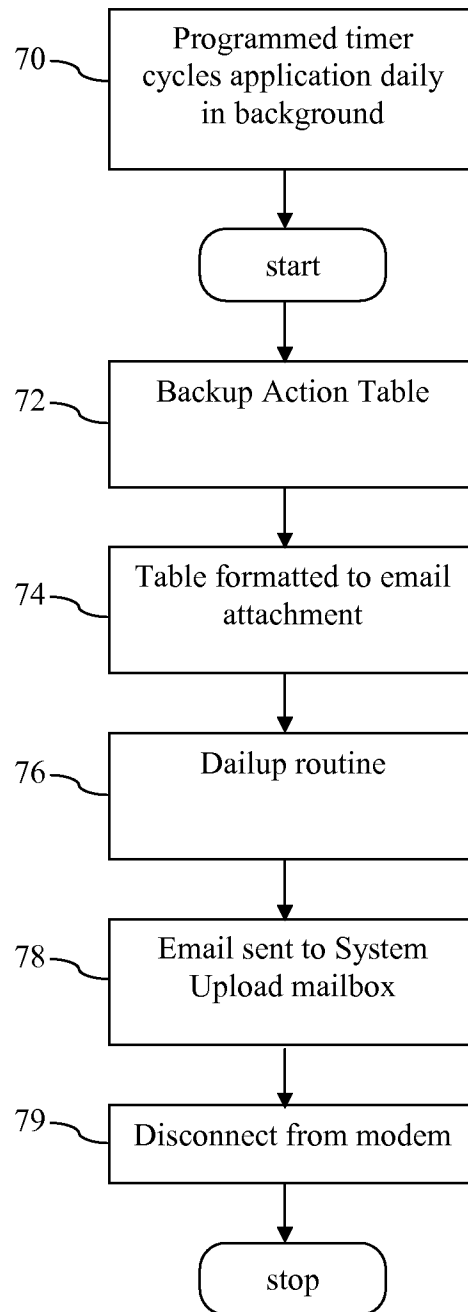 70
Programmed timer
cycles application daily
in background
start
72
Backup Action Table
74
Table formatted to email
attachment
76
Dailup routine
78
Email sent to System
Upload mailbox
79
Disconnect from modem
stop